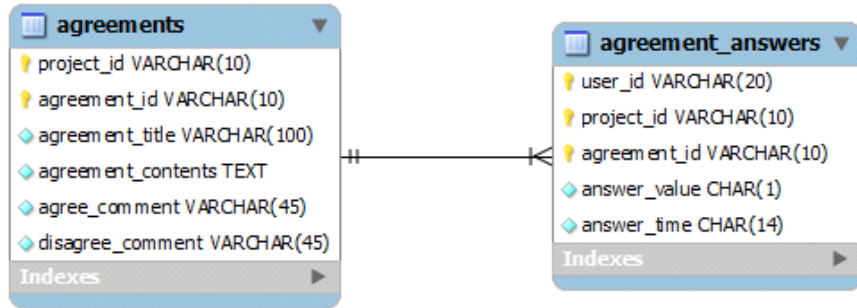 agreements
project_id VARCHAR(10)
agreement_id VARCHAR(10)
agreement_title VARCHAR(100)
agreement_contents TEXT
agree_comment VARCHAR(45)
disagree_comment VARCHAR(45)
Indexes
agreement_answers
user_id VARCHAR(20)
project_id VARCHAR(10)
agreement_id VARCHAR(10)
answer_value CHAR(1)
answer_time CHAR(14)
Indexes